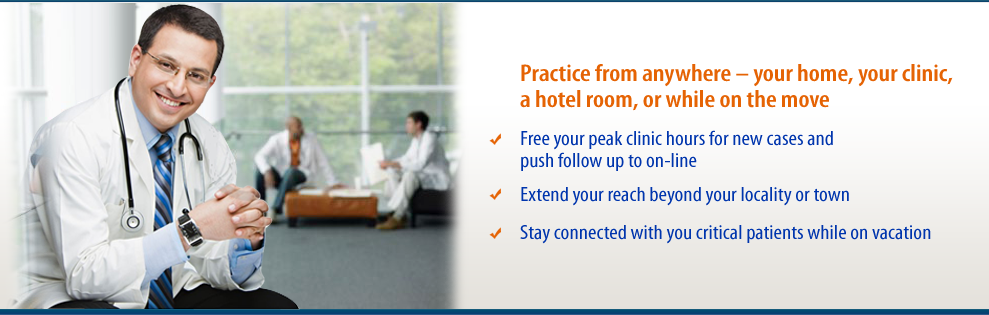 Practice from anywhere – your home, your clinic,
a hotel room, or while on the move
Free your peak clinic hours for new cases and
push follow up to on-line
Extend your reach beyond your locality or town
Stay connected with you critical patients while on vacation